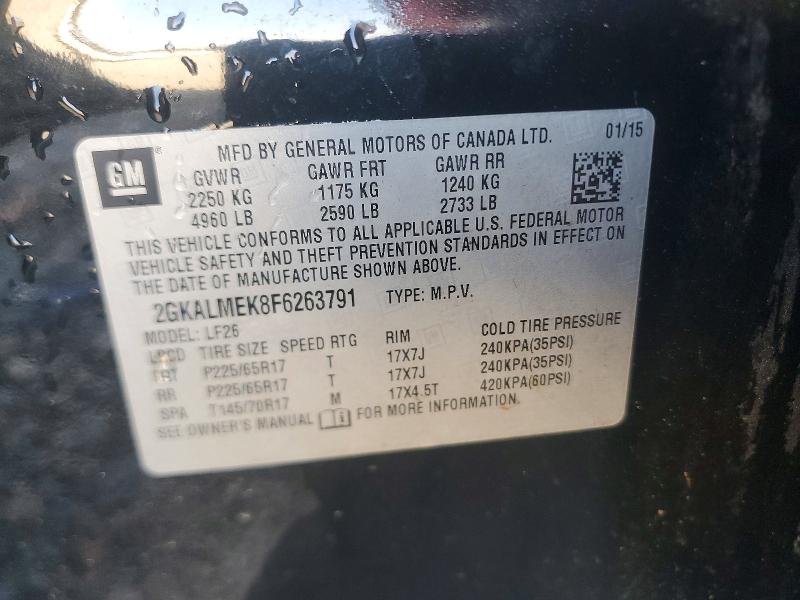 GM
MFD BY GENERAL MOTORS OF CANADA LTD. 01/15
GVWR GAWR FRT GAWR RR
2250 KG 1175 KG 1240 KG
4960 LB 2590 LB 2733 LB
THIS VEHICLE CONFORMS TO ALL APPLICABLE U.S. FEDERAL MOTOR
VEHICLE SAFETY AND THEFT PREVENTION STANDARDS IN EFFECT ON
THE DATE OF MANUFACTURE SHOWN ABOVE.
2GKALMEK8F6263791 TYPE: M.P.V.
MODEL: LF26
LPCD TIRE SIZE SPEED RTG RIM COLD TIRE PRESSURE
FRT P225/65R17 T 17X7J 240KPA(35PSI)
RR P225/65R17 T 17X7J 240KPA(35PSI)
SPA T145/70R17 M 17X4.5T 420KPA(60PSI)
SEE OWNER'S MANUAL FOR MORE INFORMATION.